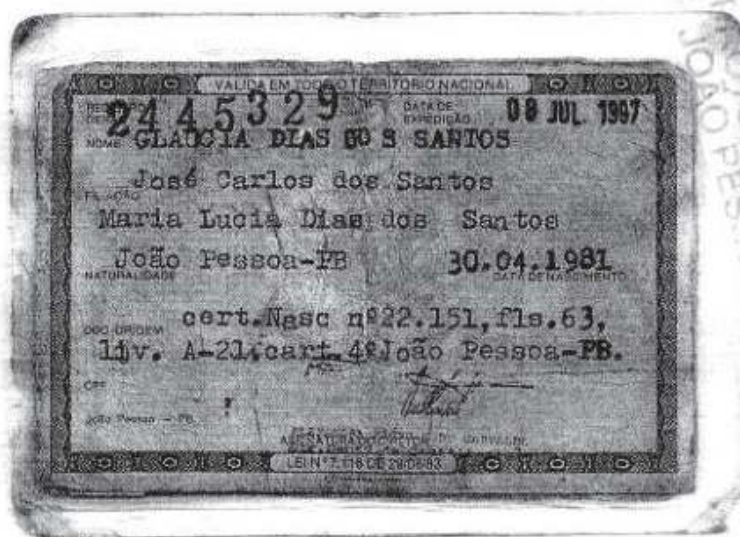 VALIDA EM TODO O TERRITÓRIO NACIONAL
2445329 DATA DE EXPEDIÇÃO 08 JUL 1997
NOME GLAUCIA DIAS DO S SANTOS
José Carlos dos Santos
FILIAÇÃO
Maria Lucia Dias dos Santos
João Pessoa-PB 30.04.1981
NATURALIDADE DATA DE NASCIMENTO
DOC ORIGEM cert.Nasc nº22.151,fls.63,
liv. A-21.cart.4ºJoão Pessoa-PB.
CPF
João Pessoa - PB
LEI Nº 7.116 DE 29/08/83
JOÃO PES